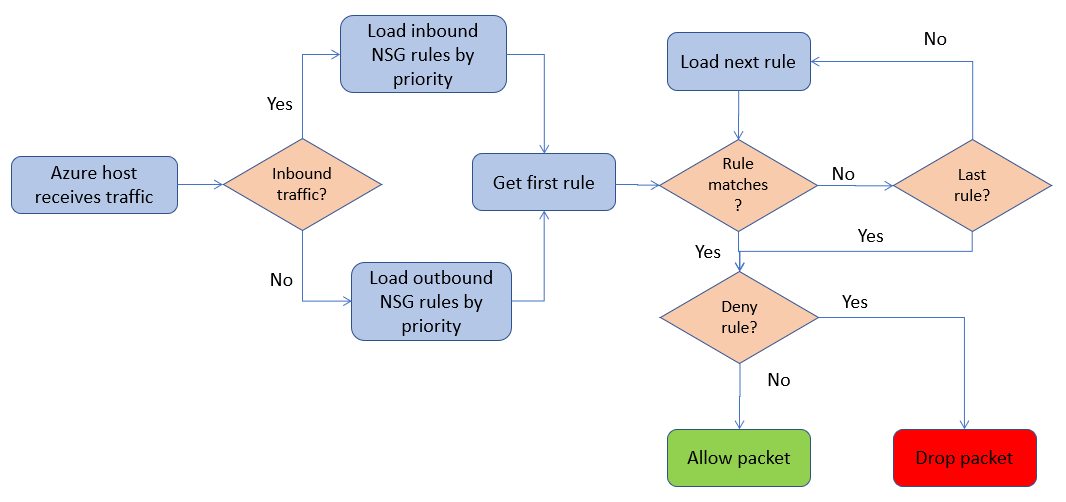 Load inbound
NSG rules by
priority
Yes
Azure host
receives traffic
Inbound
traffic?
No
Load outbound
NSG rules by
priority
Get first rule
Load next rule
No
Rule
matches
?
No
Last
rule?
Yes
Yes
Deny
rule?
Yes
No
Allow packet
Drop packet